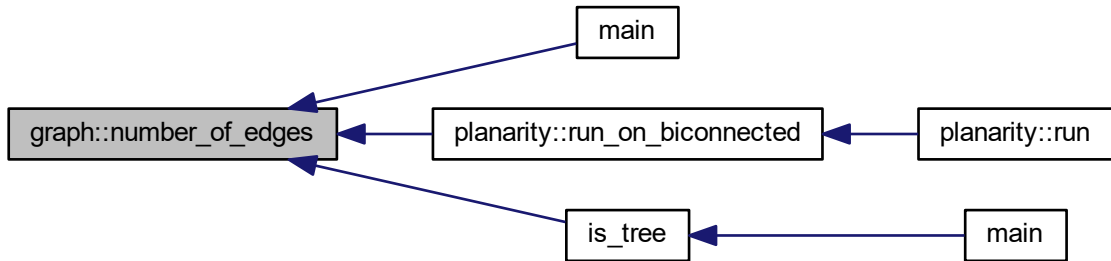 main
graph::number_of_edges
planarity::run_on_biconnected
planarity::run
is_tree
main